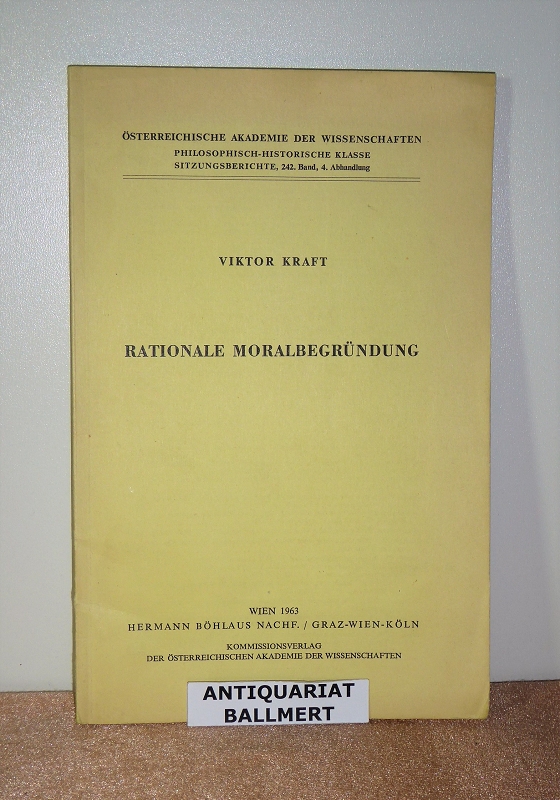 ÖSTERREICHISCHE AKADEMIE DER WISSENSCHAFTEN
PHILOSOPHISCH-HISTORISCHE KLASSE
SITZUNGSBERICHTE, 242. Band, 4. Abhandlung
VIKTOR KRAFT
RATIONALE MORALBEGRÜNDUNG
WIEN 1963
HERMANN BÖHLAUS NACHF. / GRAZ-WIEN-KÖLN
KOMMISSIONSVERLAG
DER ÖSTERREICHISCHEN AKADEMIE DER WISSENSCHAFTEN
ANTIQUARIAT
BALLMERT